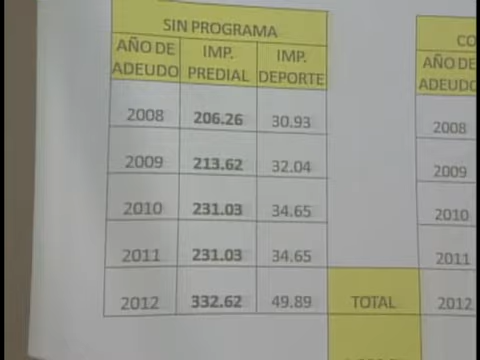 SIN PROGRAMA
AÑO DE ADEUDO IMP. PREDIAL IMP. DEPORTE
2008 206.26 30.93
2009 213.62 32.04
2010 231.03 34.65
2011 231.03 34.65
2012 332.62 49.89 TOTAL
CO
AÑO DE ADEUDO
2008
2009
2010
2011
2012